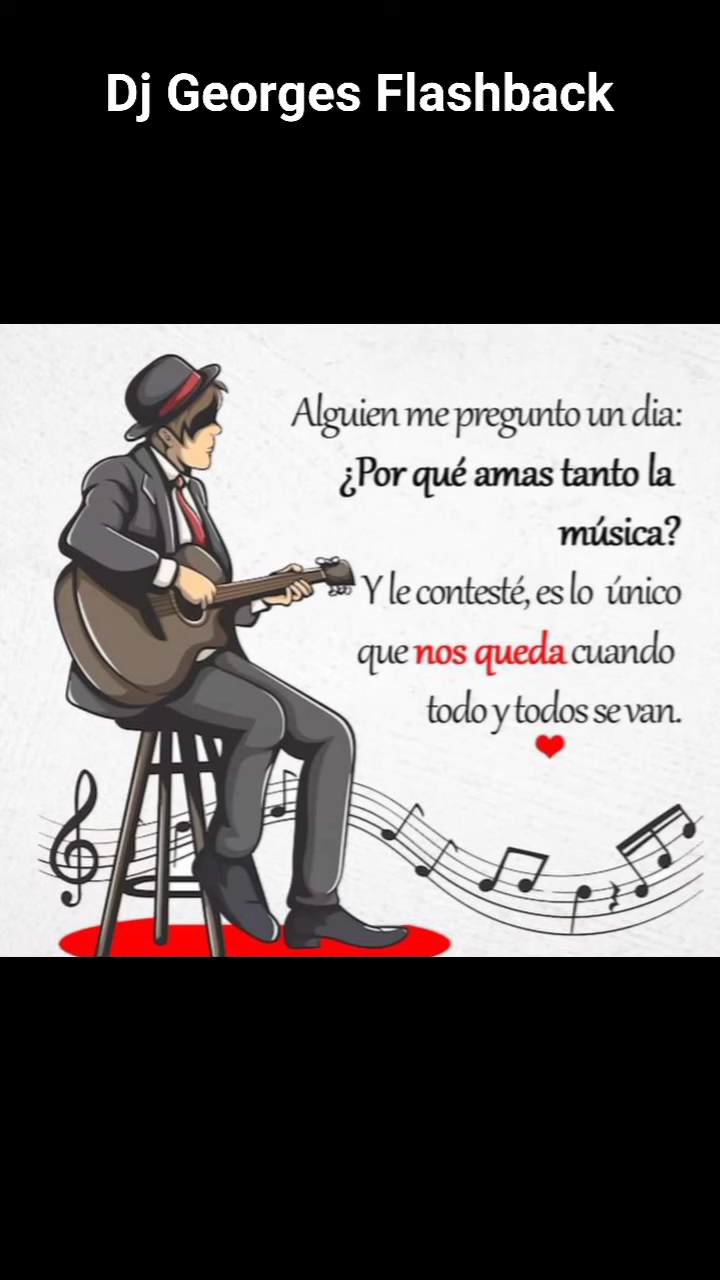 Dj Georges Flashback
Alguien me pregunto un dia:
¿Por qué amas tanto la
música?
Y le contesté, es lo único
que nos queda cuando
todo y todos se van.